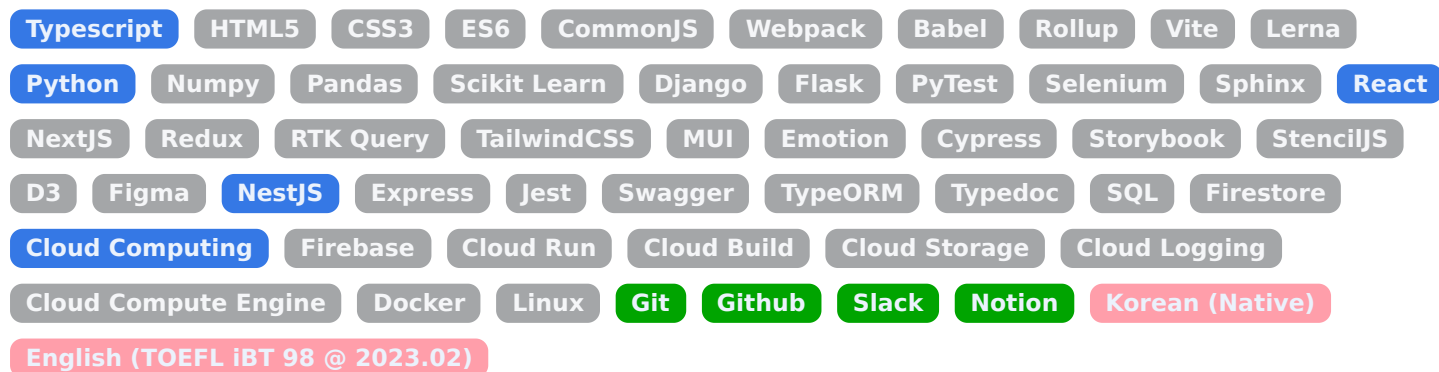 Typescript HTML5 CSS3 ES6 CommonJS Webpack Babel Rollup Vite Lerna
Python Numpy Pandas Scikit Learn Django Flask PyTest Selenium Sphinx React
NextJS Redux RTK Query TailwindCSS MUI Emotion Cypress Storybook StencilJS
D3 Figma NestJS Express Jest Swagger TypeORM Typedoc SQL Firestore
Cloud Computing Firebase Cloud Run Cloud Build Cloud Storage Cloud Logging
Cloud Compute Engine Docker Linux Git Github Slack Notion Korean (Native)
English (TOEFL iBT 98 @ 2023.02)